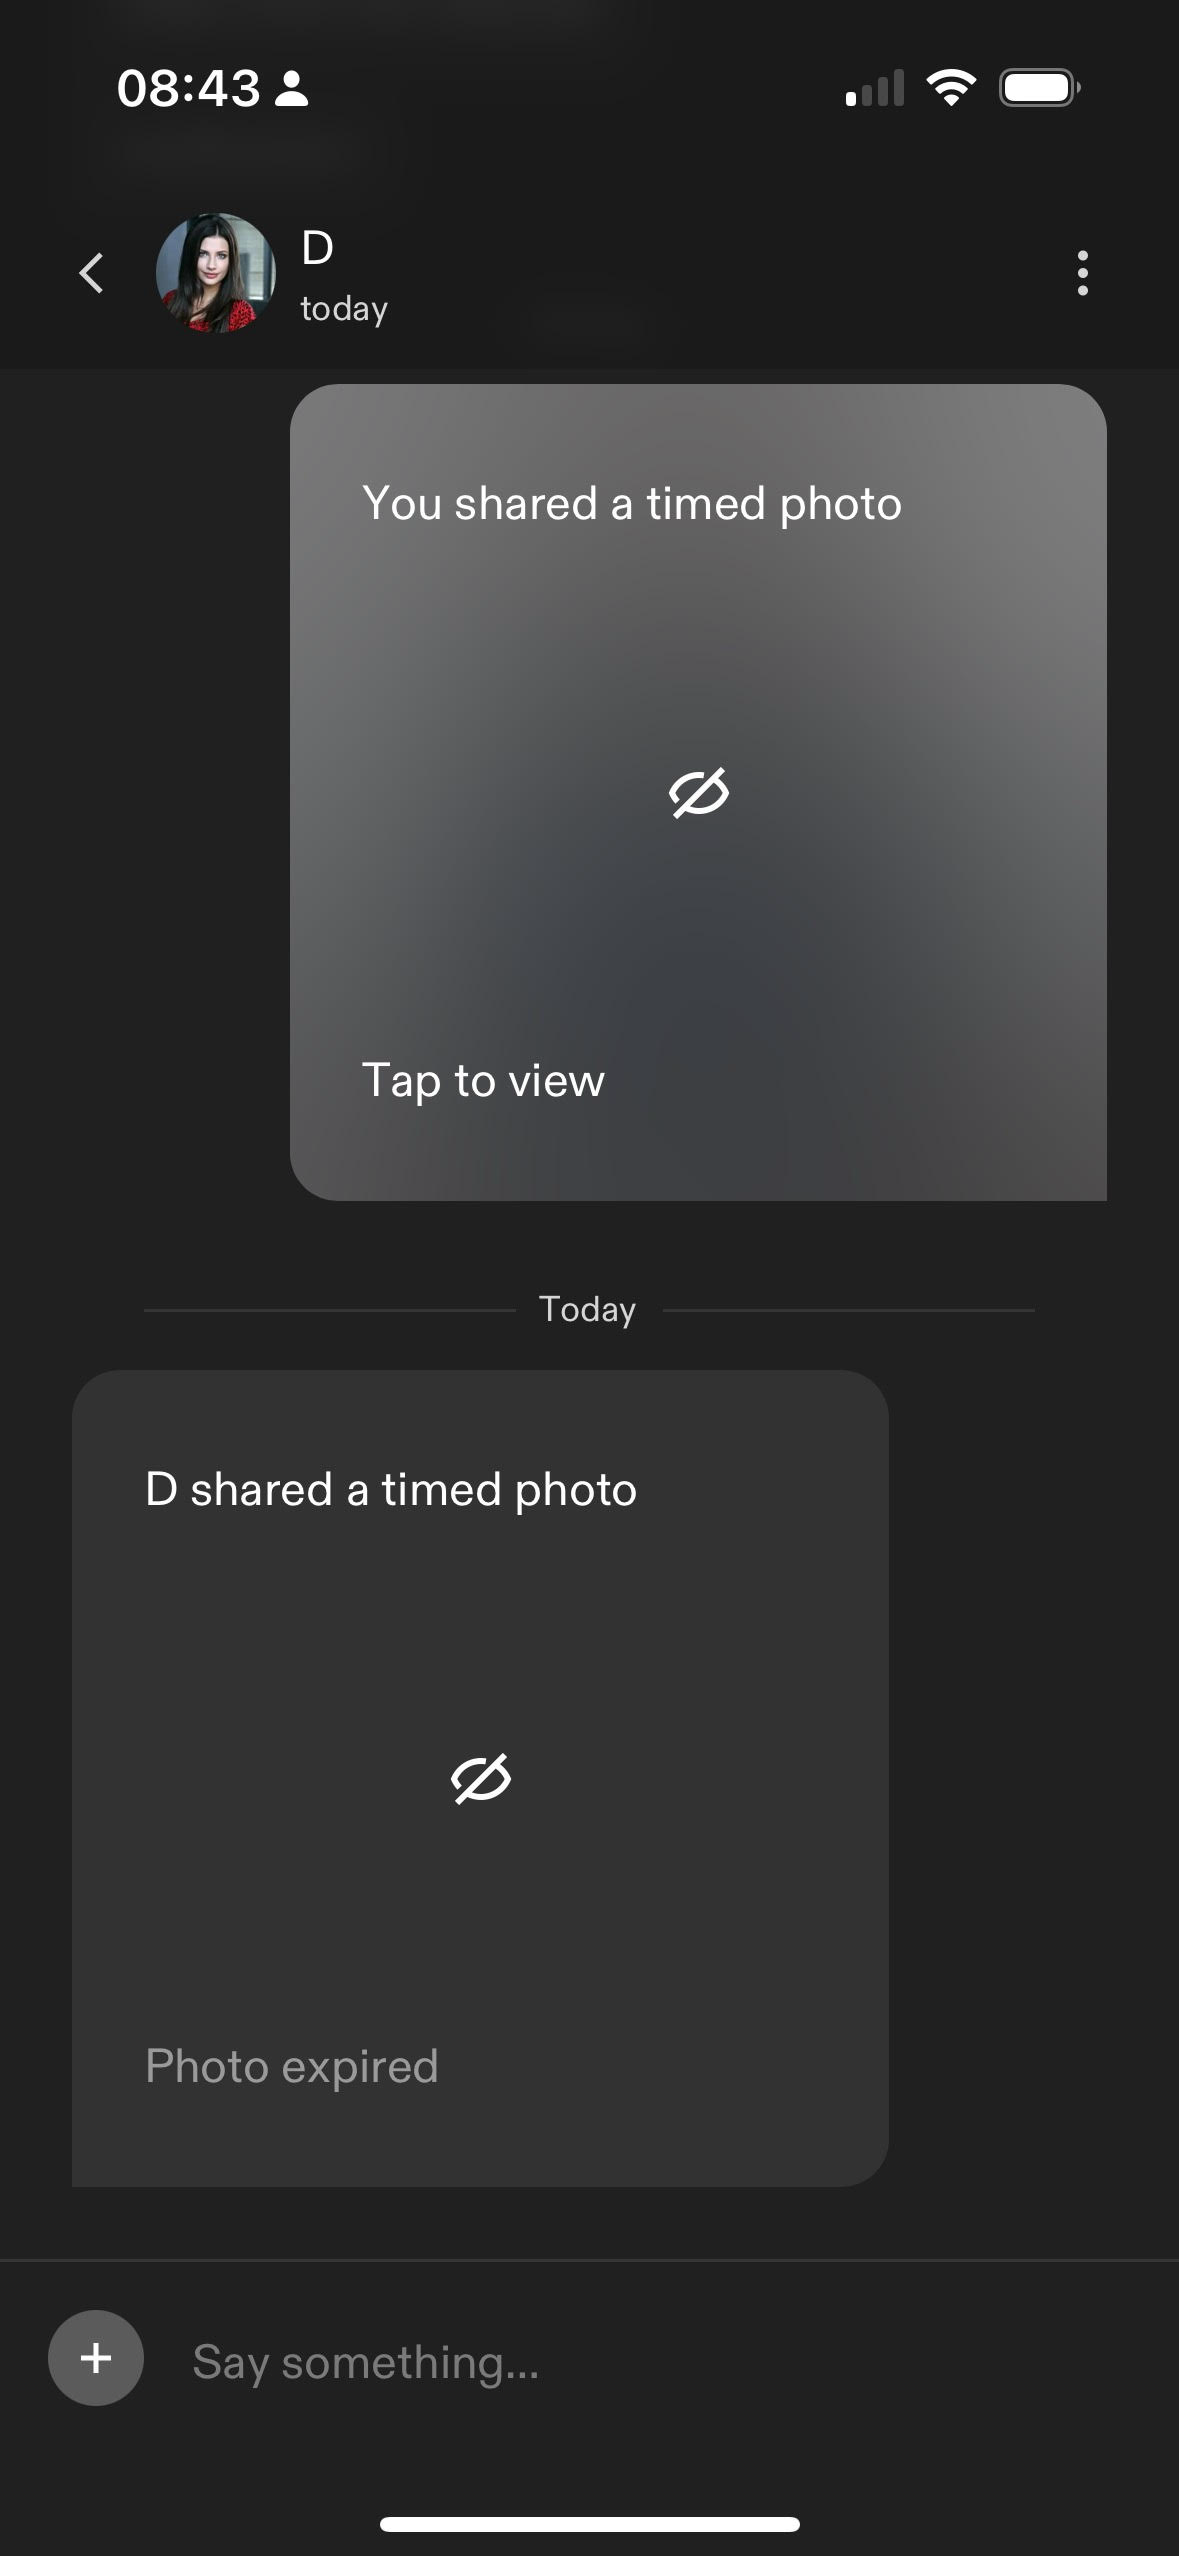 08:43
D
today
You shared a timed photo
Tap to view
Today
D shared a timed photo
Photo expired
Say something...